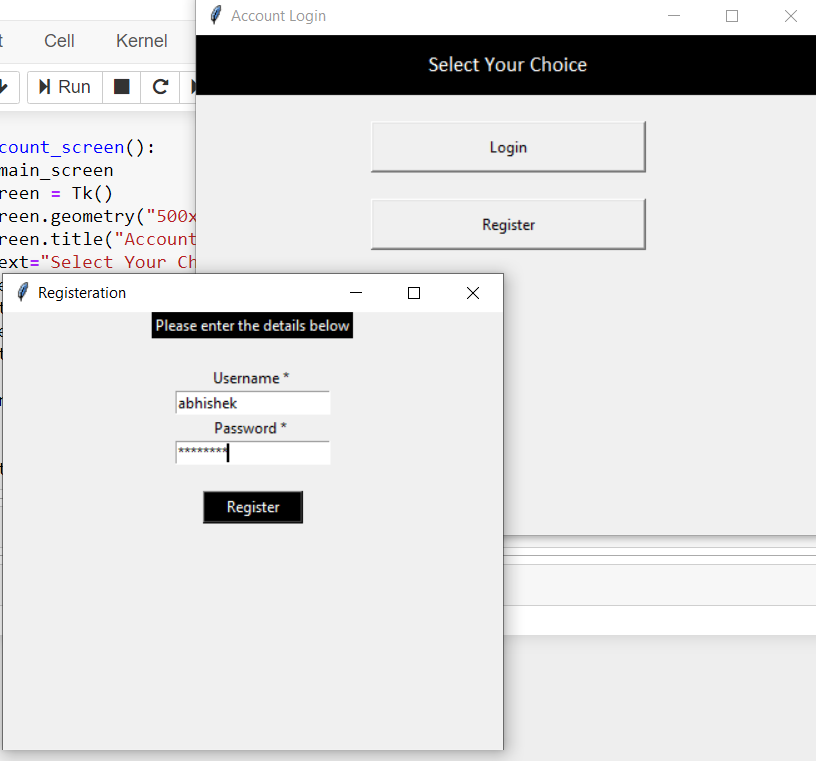 Account Login
Cell Kernel
Select Your Choice
Run
Login
count_screen():
main_screen
reen = Tk()
reen.geometry("500x
Register
reen.title("Account
ext="Select Your Ch
Registeration
Please enter the details below
Username *
abhishek
Password *
********
Register